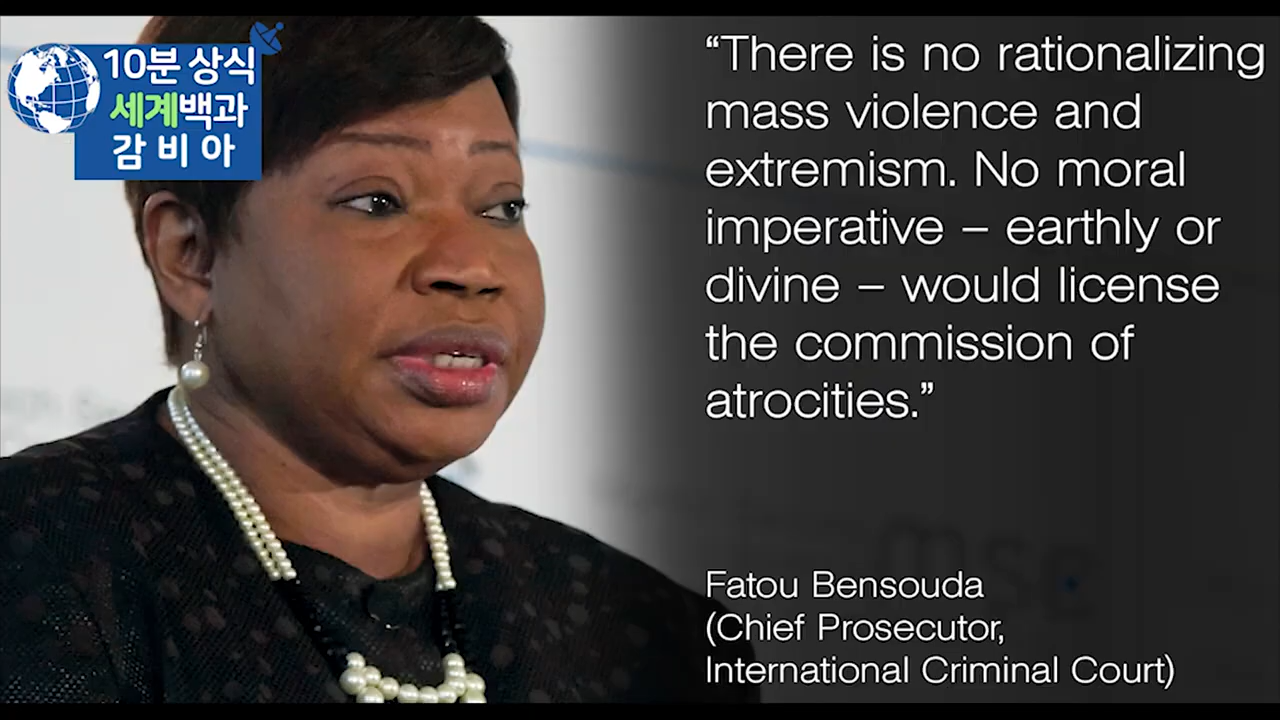 10분 상식
세계백과
감비아
“There is no rationalizing
mass violence and
extremism. No moral
imperative – earthly or
divine – would license
the commission of
atrocities.”
Fatou Bensouda
(Chief Prosecutor,
International Criminal Court)